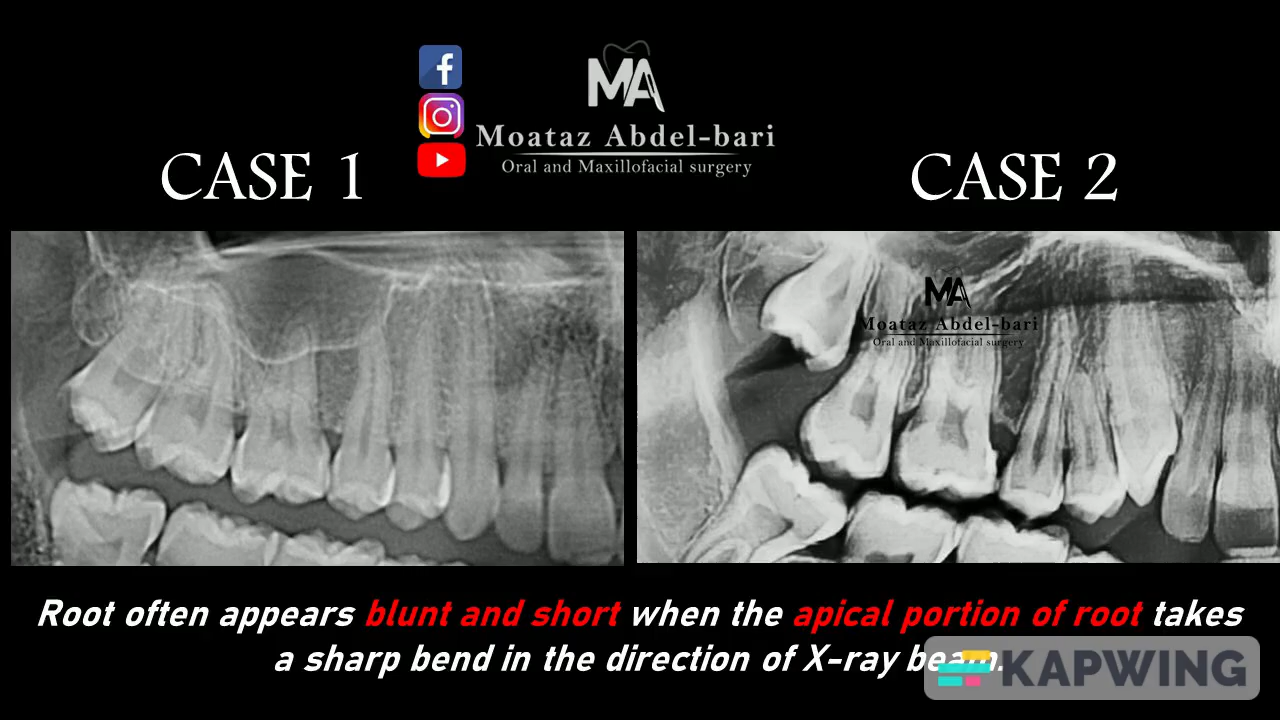 MA
Moataz Abdel-bari
Oral and Maxillofacial surgery
CASE 1
CASE 2
MA
Moataz Abdel-bari
Oral and Maxillofacial surgery
Root often appears blunt and short when the apical portion of root takes
a sharp bend in the direction of X-ray beam.
KAPWING